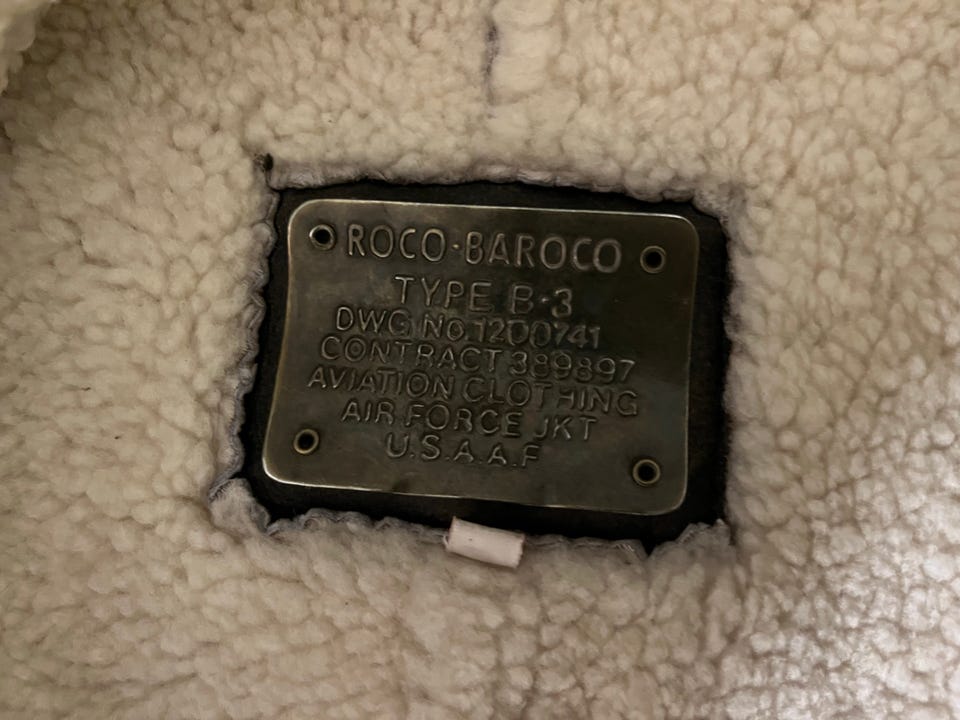 ROCO-BAROCO
TYPE B-3
DWG No 1200741
CONTRACT 389897
AVIATION CLOTHING
AIR FORCE JKT
U.S.A.A.F